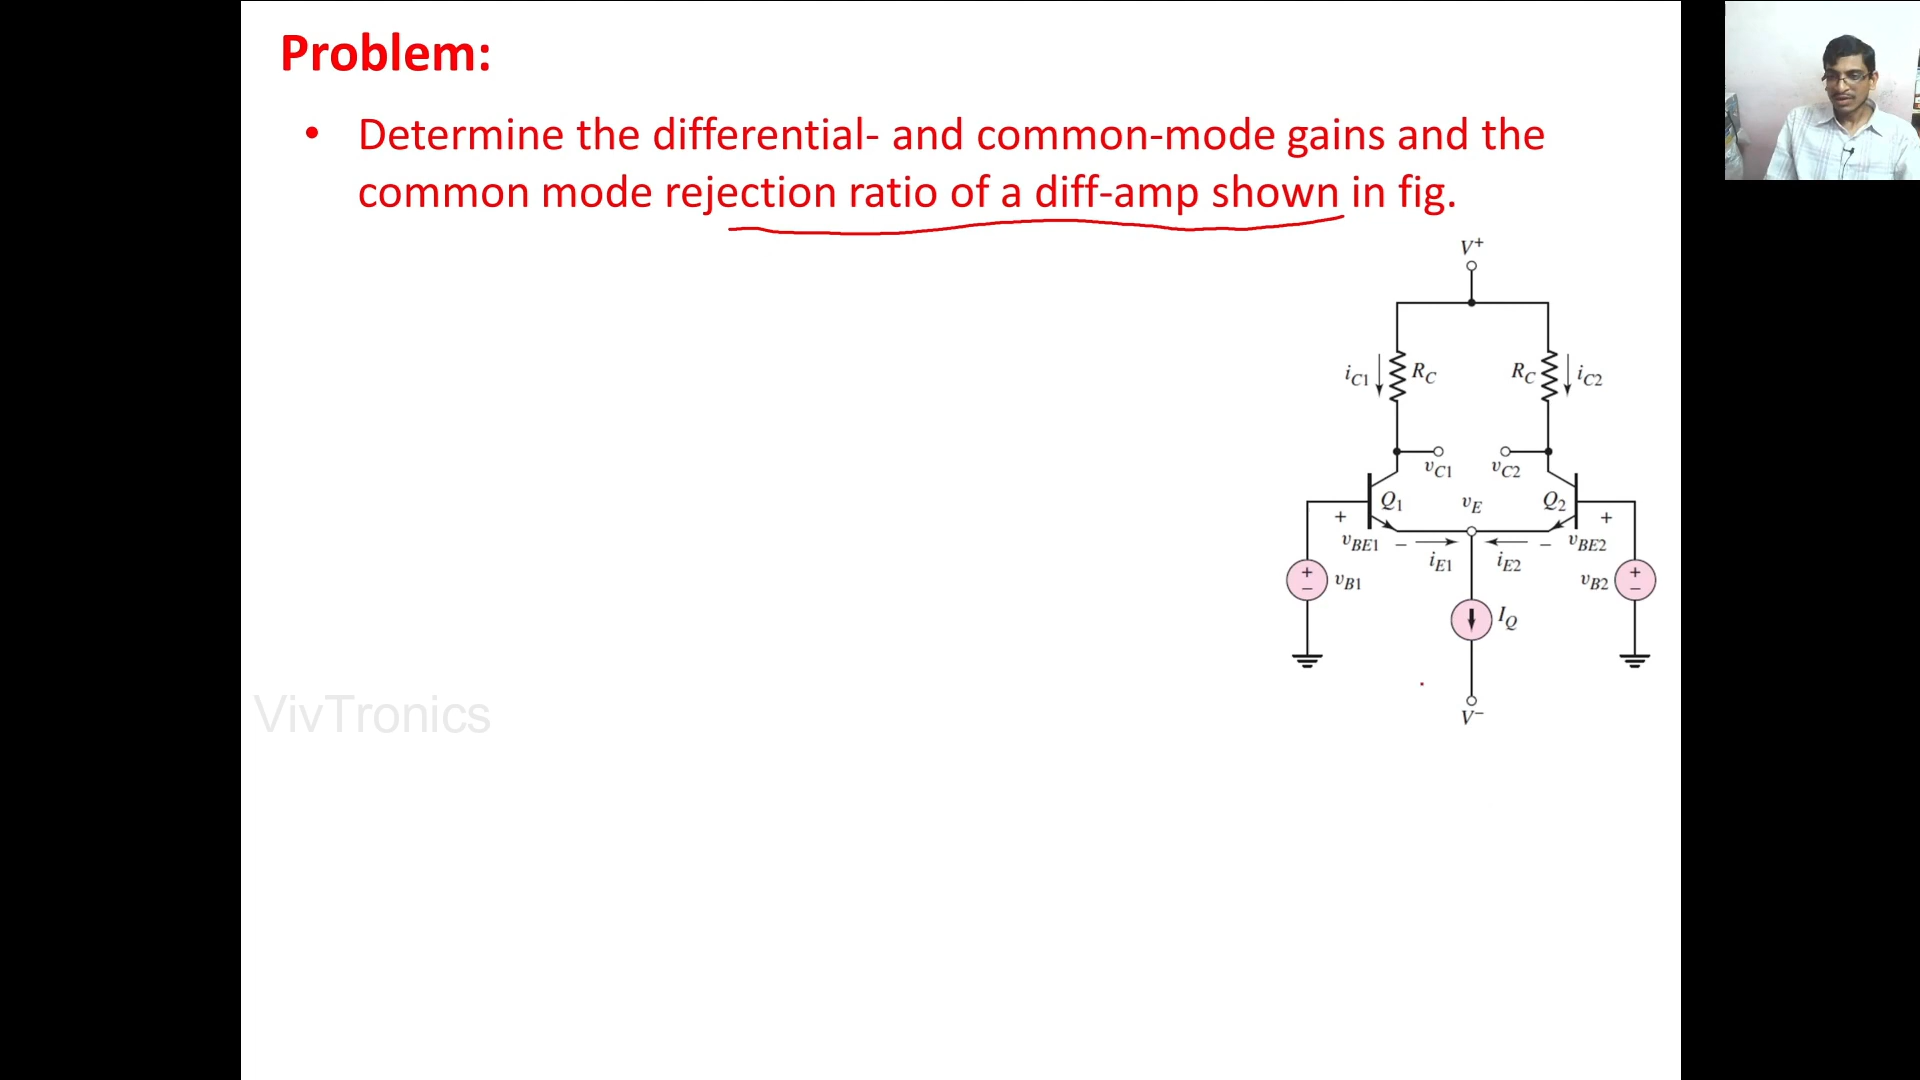 Problem:
• Determine the differential- and common-mode gains and the
common mode rejection ratio of a diff-amp shown in fig.
V+
iC1 RC RC iC2
vC1 vC2
Q1 vE Q2
+ +
vBE1 − − vBE2
iE1 iE2
+ − vB1 vB2 + −
IQ
V−
VivTronics